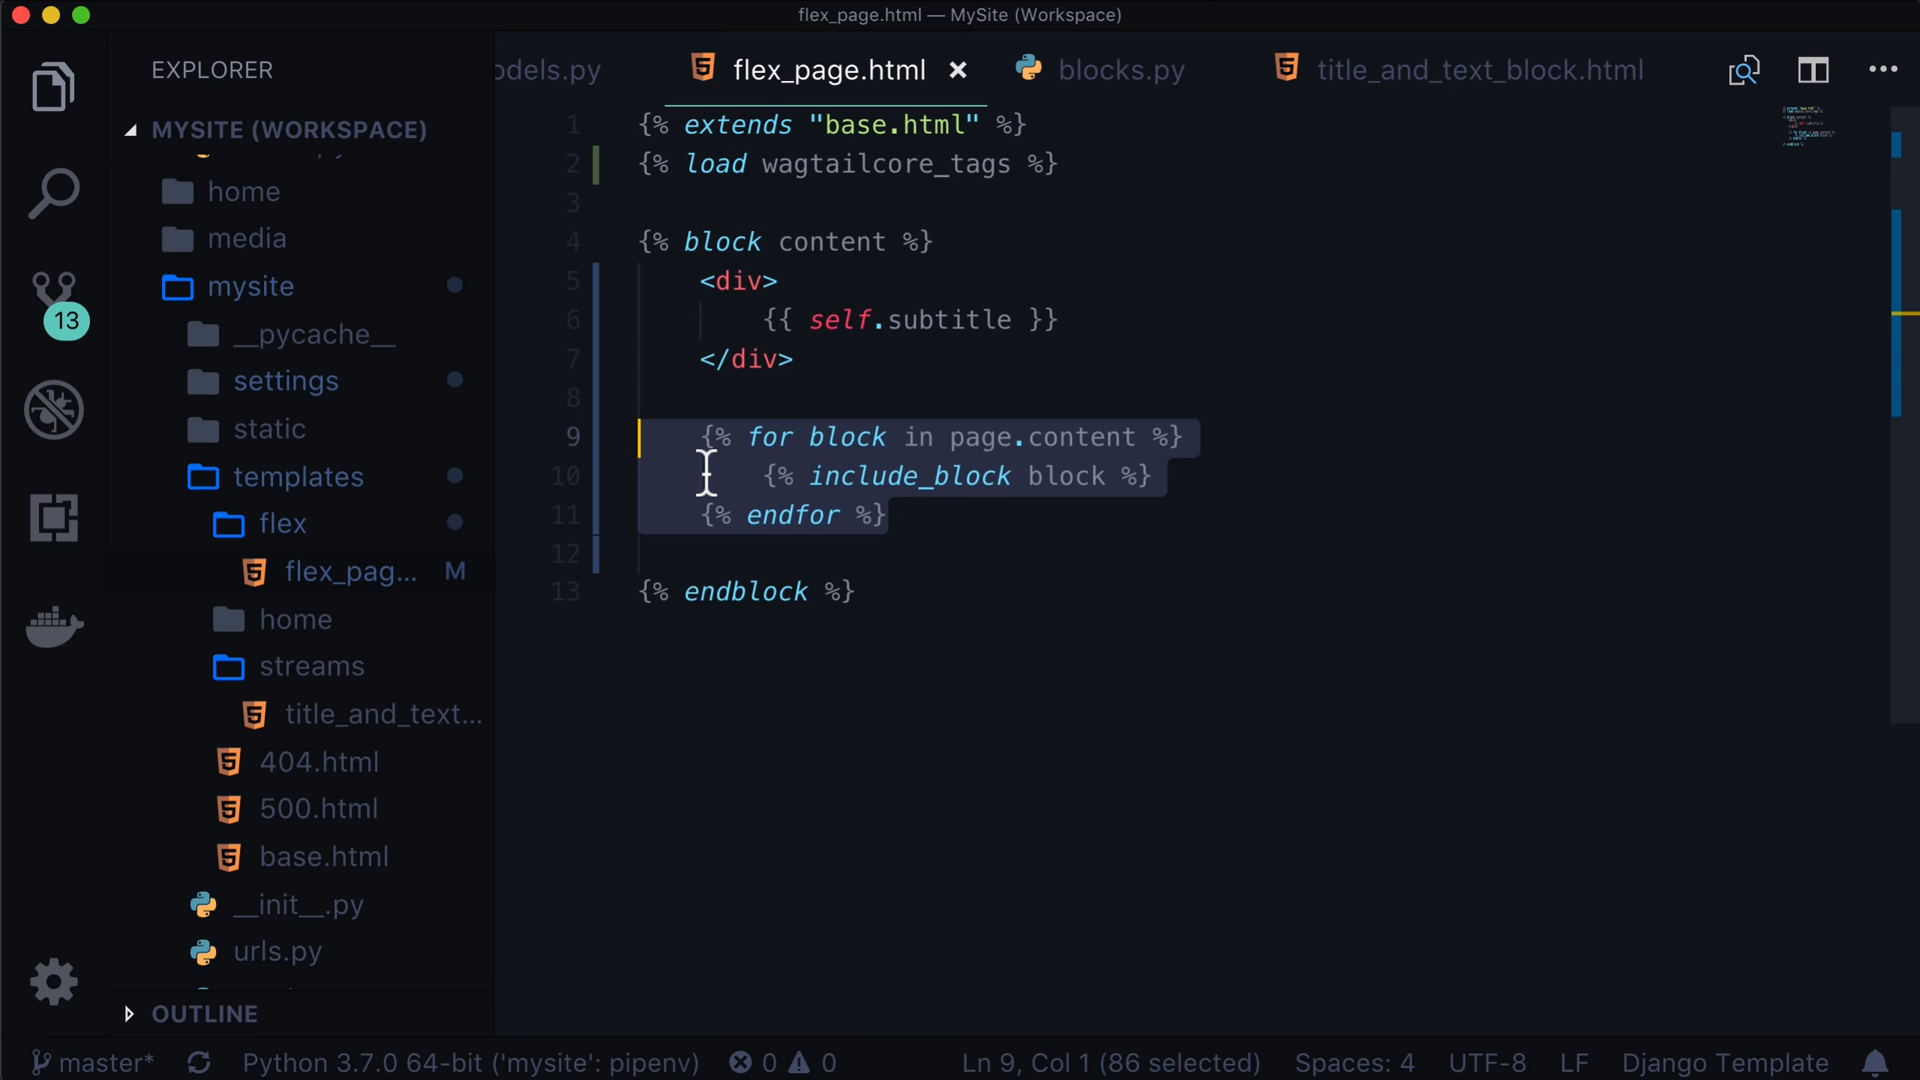 flex_page.html — MySite (Workspace)
EXPLORER
odels.py
flex_page.html
blocks.py
title_and_text_block.html
MYSITE (WORKSPACE)
home
media
mysite
__pycache__
settings
static
templates
flex
flex_pag... M
home
streams
title_and_text...
404.html
500.html
base.html
__init__.py
urls.py
OUTLINE
13
1 {% extends "base.html" %}
2 {% load wagtailcore_tags %}
3
4 {% block content %}
5 <div>
6 {{ self.subtitle }}
7 </div>
8
9 {% for block in page.content %}
10 {% include_block block %}
11 {% endfor %}
12
13 {% endblock %}
master* Python 3.7.0 64-bit ('mysite': pipenv) 0 0 Ln 9, Col 1 (86 selected) Spaces: 4 UTF-8 LF Django Template